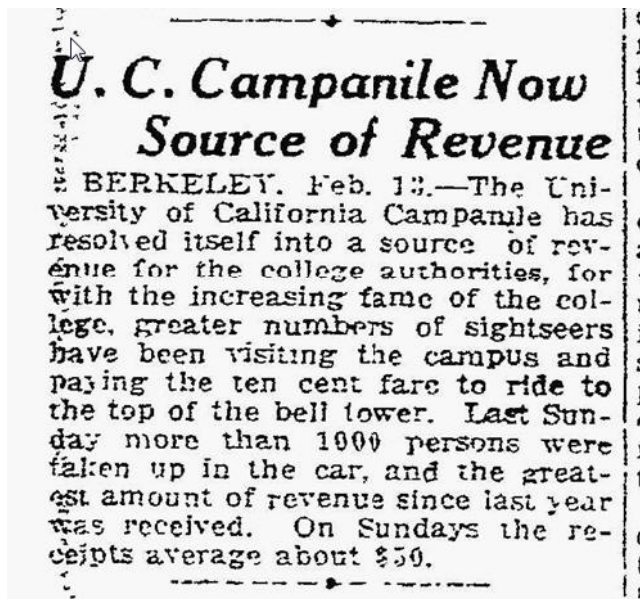 U. C. Campanile Now
Source of Revenue
BERKELEY, Feb. 13.—The Uni-
versity of California Campanile has
resolved itself into a source of rev-
enue for the college authorities, for
with the increasing fame of the col-
lege, greater numbers of sightseers
have been visiting the campus and
paying the ten cent fare to ride to
the top of the bell tower. Last Sun-
day more than 1000 persons were
taken up in the car, and the great-
est amount of revenue since last year
was received. On Sundays the re-
ceipts average about $50.